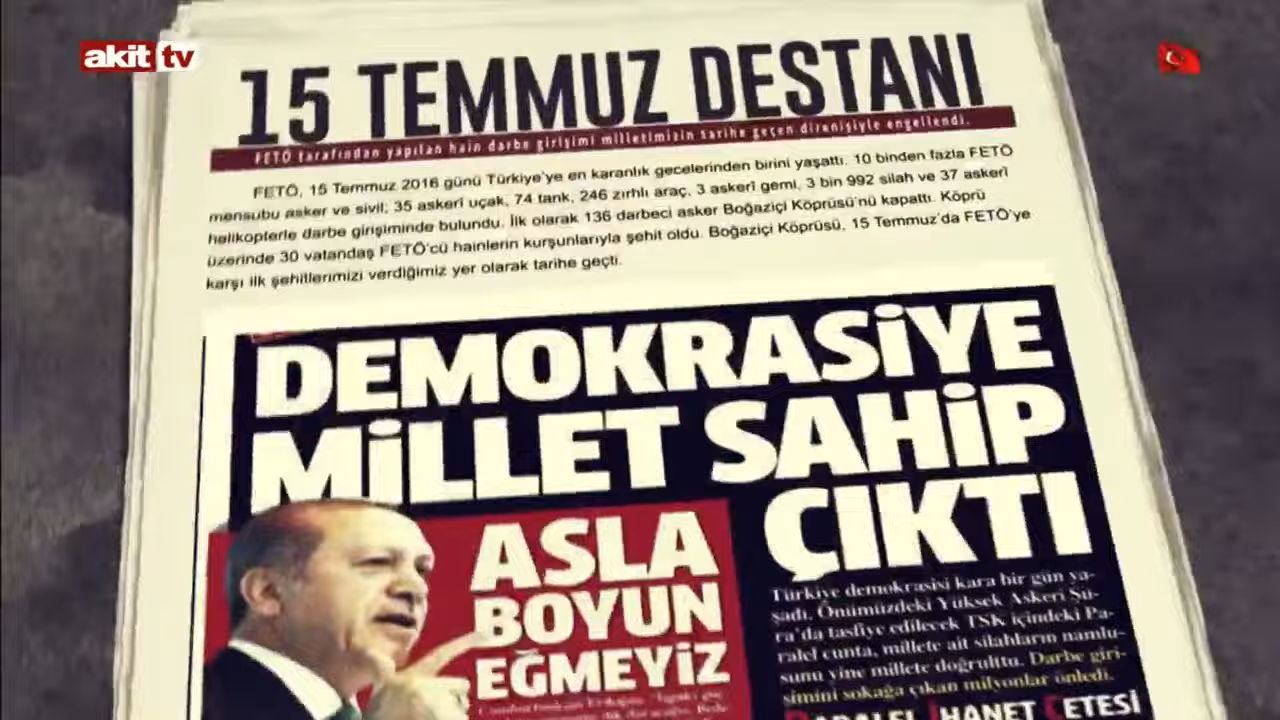 akit tv
15 TEMMUZ DESTANI
FETÖ tarafından yapılan hain darbe girişimi milletimizin tarihe geçen direnişiyle engellendi.
FETÖ, 15 Temmuz 2016 günü Türkiye'ye en karanlık gecelerinden birini yaşattı. 10 binden fazla FETÖ
mensubu asker ve sivil; 35 askerî uçak, 74 tank, 246 zırhlı araç, 3 askerî gemi, 3 bin 992 silah ve 37 askerî
helikopterle darbe girişiminde bulundu. İlk olarak 136 darbeci asker Boğaziçi Köprüsü'nü kapattı. Köprü
üzerinde 30 vatandaş FETÖ'cü hainlerin kurşunlarıyla şehit oldu. Boğaziçi Köprüsü, 15 Temmuz'da FETÖ'ye
karşı ilk şehitlerimizi verdiğimiz yer olarak tarihe geçti.
DEMOKRASİYE
MİLLET SAHİP
ÇIKTI
ASLA
BOYUN
EĞMEYİZ
Türkiye demokrasisi kara bir gün ya-
şadı. Önümüzdeki Yüksek Askeri Şû-
ra'da tasfiye edilecek TSK içindeki Pa-
ralel cunta, millete ait silahların namlu-
sunu yine millete doğrulttu. Darbe giri-
şimini sokağa çıkan milyonlar önledi.
PARALEL İHANET ÇETESİ